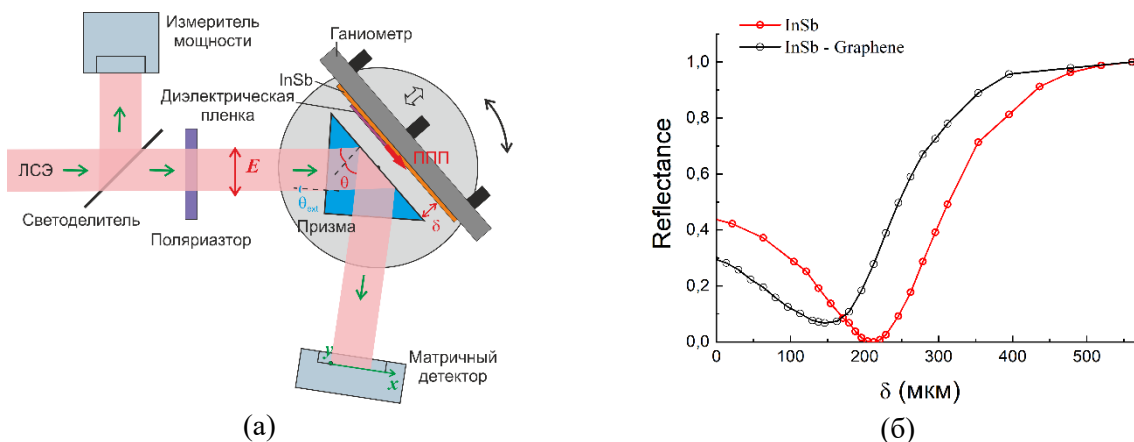 Измеритель
мощности
Ганиометр
InSb
Диэлектрическая
пленка
ППП
ЛСЭ
E
θ
θext
Светоделитель
Призма
δ
Поляриазтор
Матричный
детектор
y
x
(а)
InSb
InSb - Graphene
Reflectance
1,0
0,8
0,6
0,4
0,2
0,0
0 100 200 300 400 500
δ (мкм)
(б)